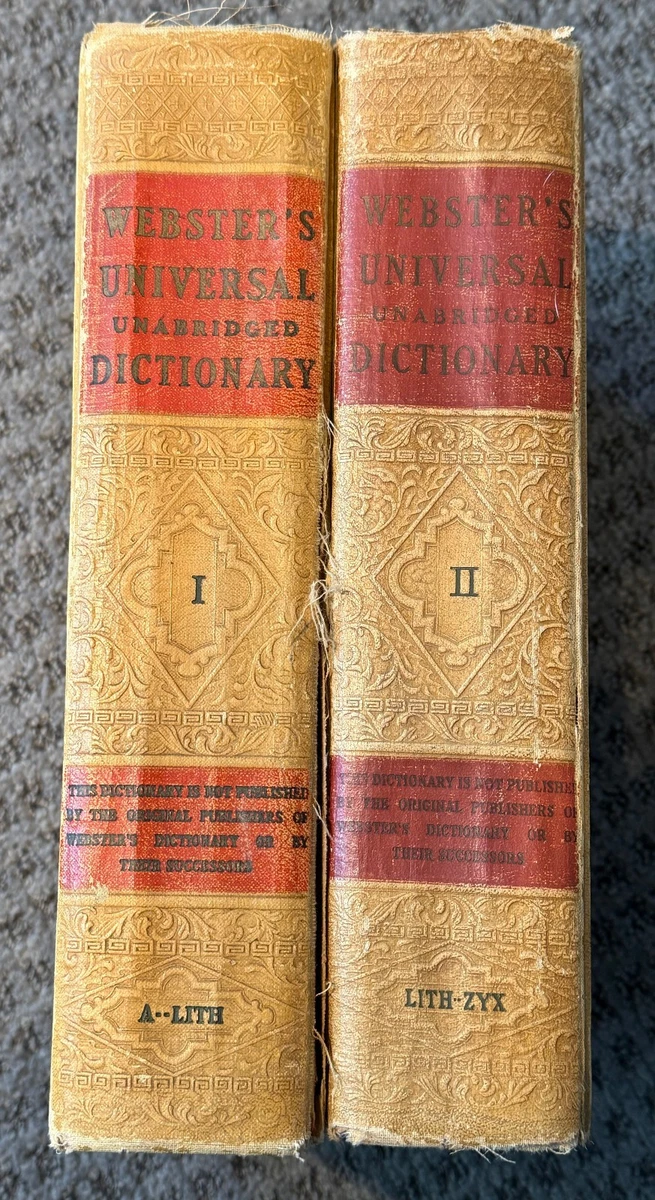 WEBSTER'S
UNIVERSAL
UNABRIDGED
DICTIONARY
I
THIS DICTIONARY IS NOT PUBLISHED
BY THE ORIGINAL PUBLISHERS OF
WEBSTER'S DICTIONARY OR BY
THEIR SUCCESSORS
A--LITH
WEBSTER'S
UNIVERSAL
UNABRIDGED
DICTIONARY
II
THIS DICTIONARY IS NOT PUBLISHED
BY THE ORIGINAL PUBLISHERS OF
WEBSTER'S DICTIONARY OR BY
THEIR SUCCESSORS
LITH-ZYX